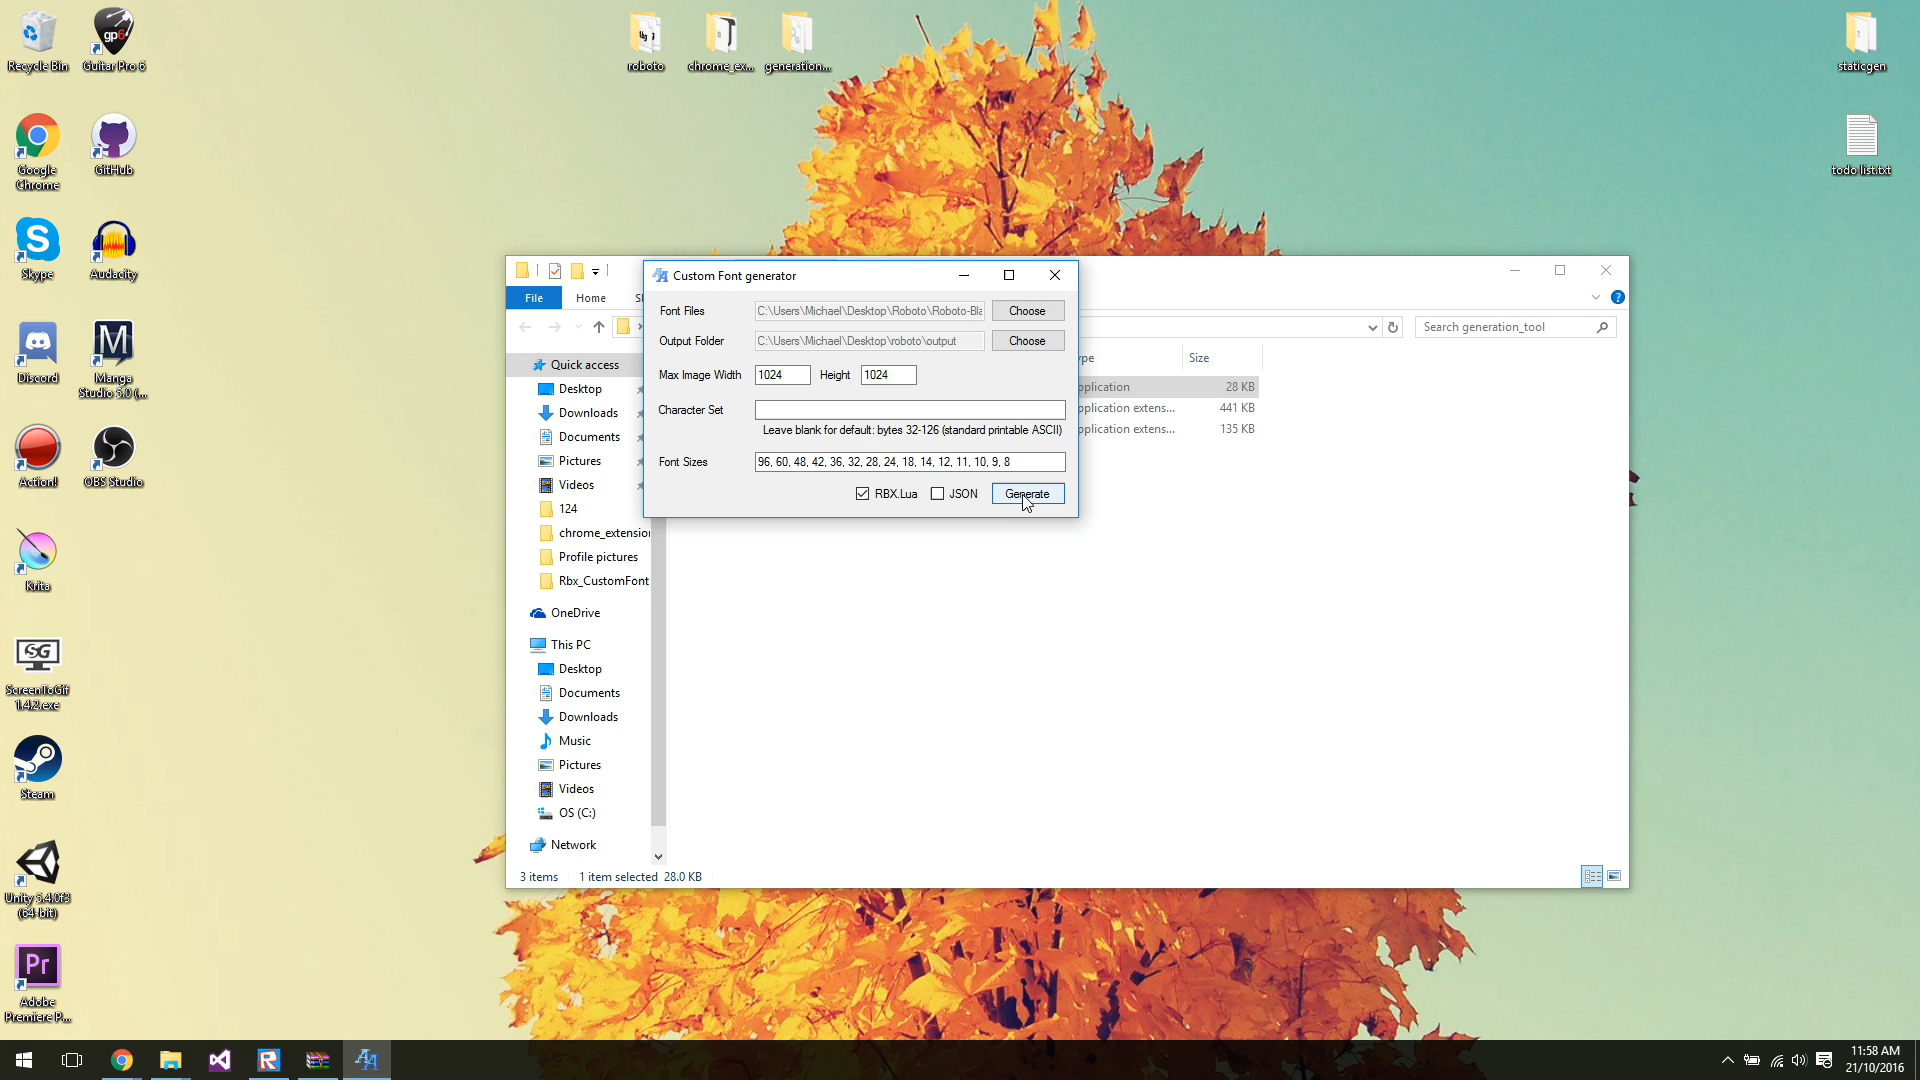 Recycle Bin
Guitar Pro 6
roboto
chrome_ex...
generation...
staticgen
Google
Chrome
GitHub
todo list.txt
Skype
Audacity
Discord
Manga
Studio 5.0 (...
Action!
OBS Studio
Krita
ScreenToGif
1.4.2.exe
Steam
Unity 5.4.0f3
(64-bit)
Adobe
Premiere P...
Custom Font generator
File
Home
Font Files
C:\Users\Michael\Desktop\Roboto\Roboto-Bla
Choose
Output Folder
C:\Users\Michael\Desktop\roboto\output
Choose
Search generation_tool
Max Image Width
1024
Height
1024
Size
Character Set
Leave blank for default: bytes 32-126 (standard printable ASCII)
Font Sizes
96, 60, 48, 42, 36, 32, 28, 24, 18, 14, 12, 11, 10, 9, 8
RBX.Lua
JSON
Generate
pplication
28 KB
pplication extens...
441 KB
pplication extens...
135 KB
Quick access
Desktop
Downloads
Documents
Pictures
Videos
124
chrome_extension
Profile pictures
Rbx_CustomFont
OneDrive
This PC
Desktop
Documents
Downloads
Music
Pictures
Videos
OS (C:)
Network
3 items
1 item selected 28.0 KB
11:58 AM
21/10/2016